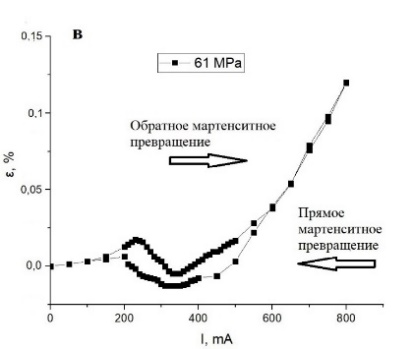 В
61 MPa
0,15
0,10
0,05
0,0
ε, %
Обратное мартенситное
превращение
Прямое
мартенситное
превращение
0 200 400 600 800
I, mA